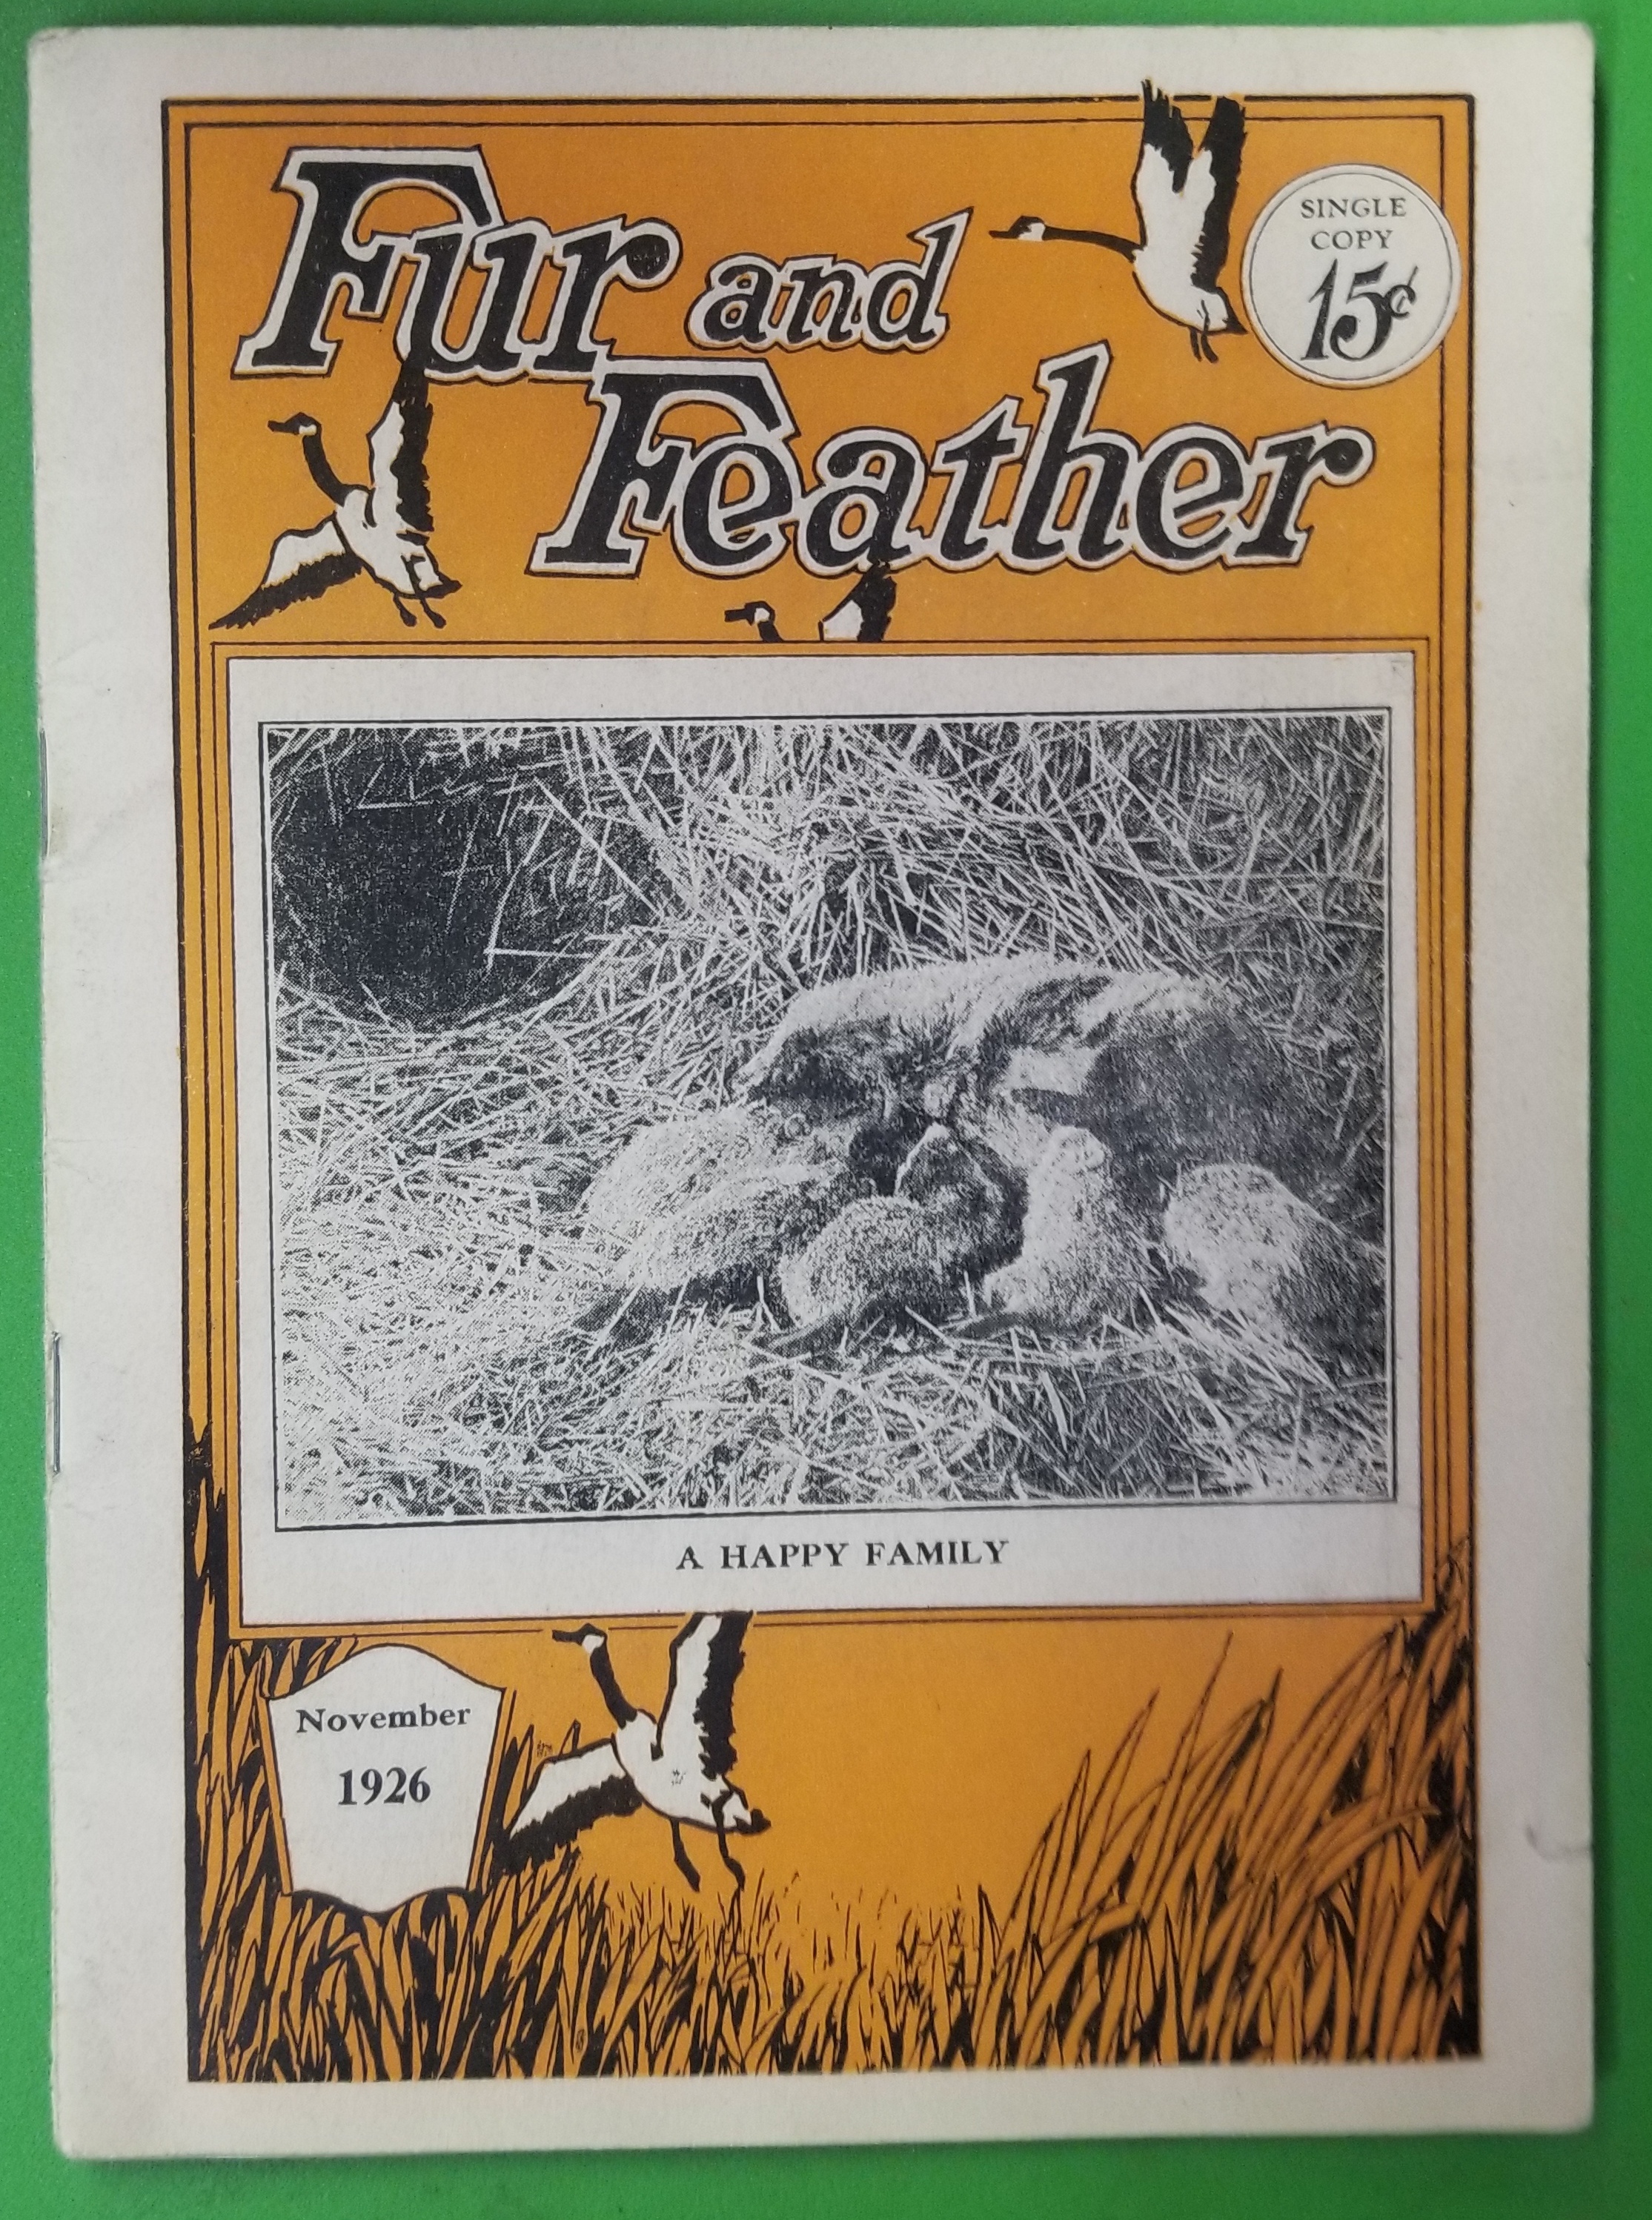 Fur and
Feather
SINGLE
COPY
15¢
A HAPPY FAMILY
November
1926